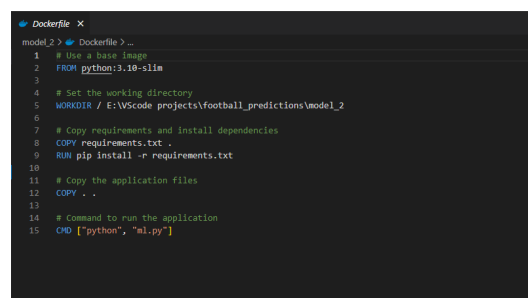 Dockerfile ×
model_2 > Dockerfile > ...
1 # Use a base image
2 FROM python:3.10-slim
3
4 # Set the working directory
5 WORKDIR / E:\VScode projects\football_predictions\model_2
6
7 # Copy requirements and install dependencies
8 COPY requirements.txt .
9 RUN pip install -r requirements.txt
10
11 # Copy the application files
12 COPY . .
13
14 # Command to run the application
15 CMD ["python", "ml.py"]